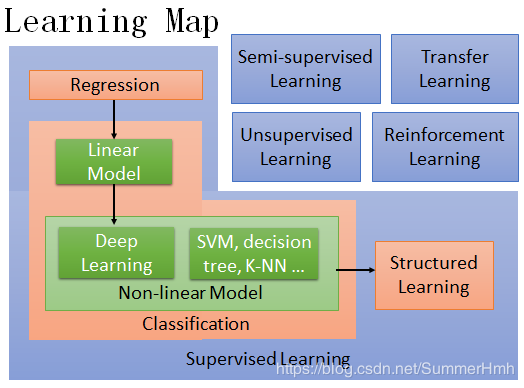 Learning Map
Regression
Semi-supervised
Learning
Transfer
Learning
Linear
Model
Unsupervised
Learning
Reinforcement
Learning
Deep
Learning
SVM, decision
tree, K-NN ...
Non-linear Model
Structured
Learning
Classification
Supervised Learning
https://blog.csdn.net/SummerHmh